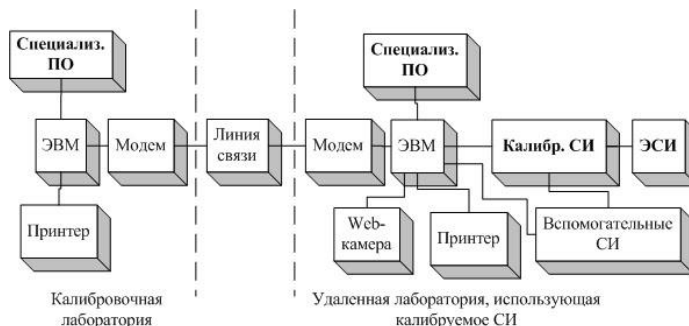 Специализ.
ПО
ЭВМ
Модем
Принтер
Линия
связи
Специализ.
ПО
Модем
ЭВМ
Калибр. СИ
ЭСИ
Web-
камера
Принтер
Вспомогательные
СИ
Калибровочная
лаборатория
Удаленная лаборатория, использующая
калибруемое СИ